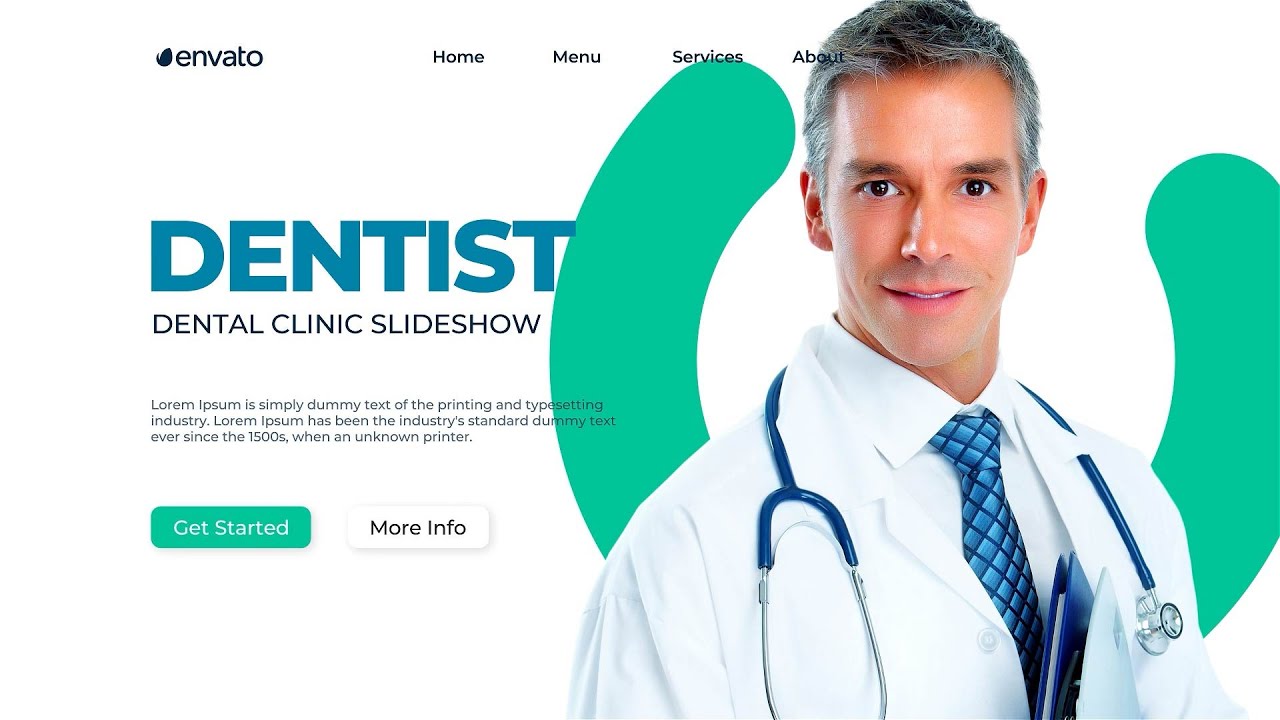 envato
Home
Menu
Services
About
DENTIST
DENTAL CLINIC SLIDESHOW
Lorem Ipsum is simply dummy text of the printing and typesetting
industry. Lorem Ipsum has been the industry's standard dummy text
ever since the 1500s, when an unknown printer.
Get Started
More Info